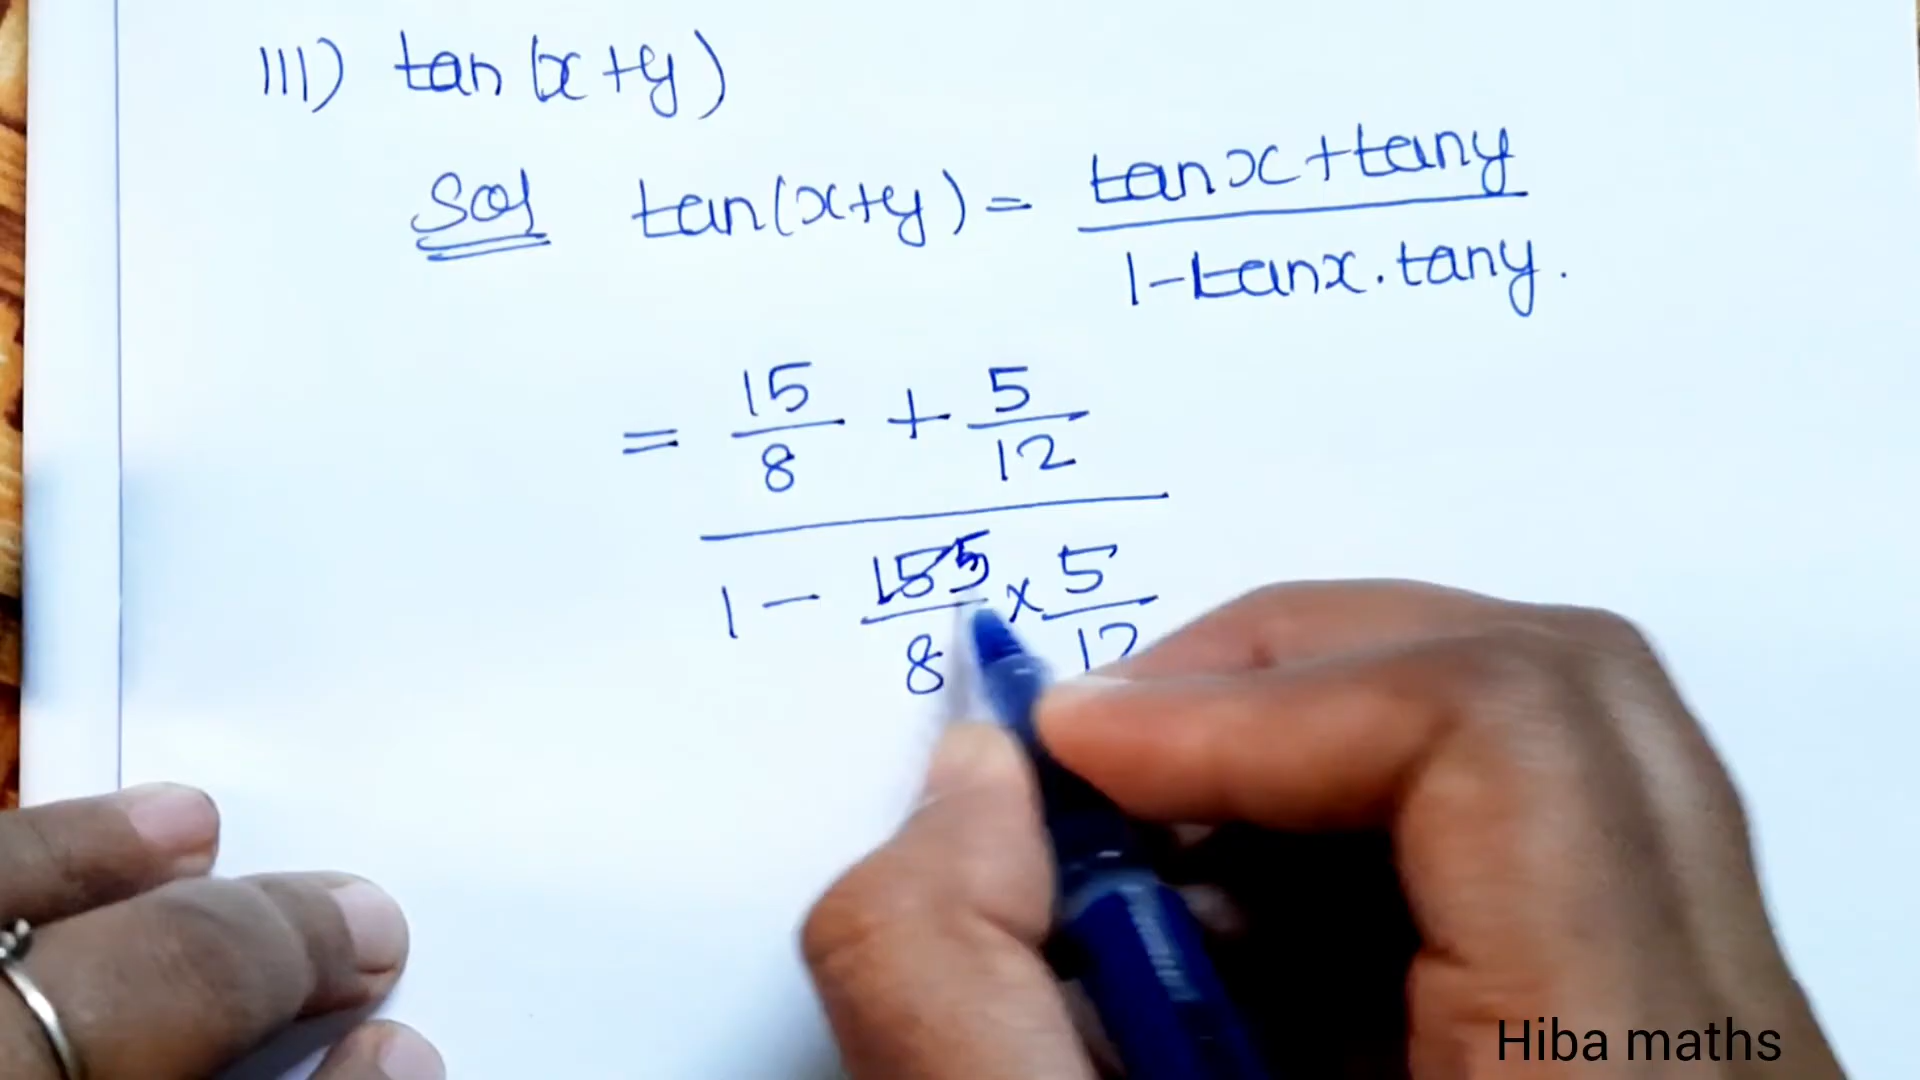 III) tan(x+y)
Sol tan(x+y) = tanx+tany
1-tanx.tany.
= 15/8 + 5/12
1 - 15 5/8 × 5/12
Hiba maths